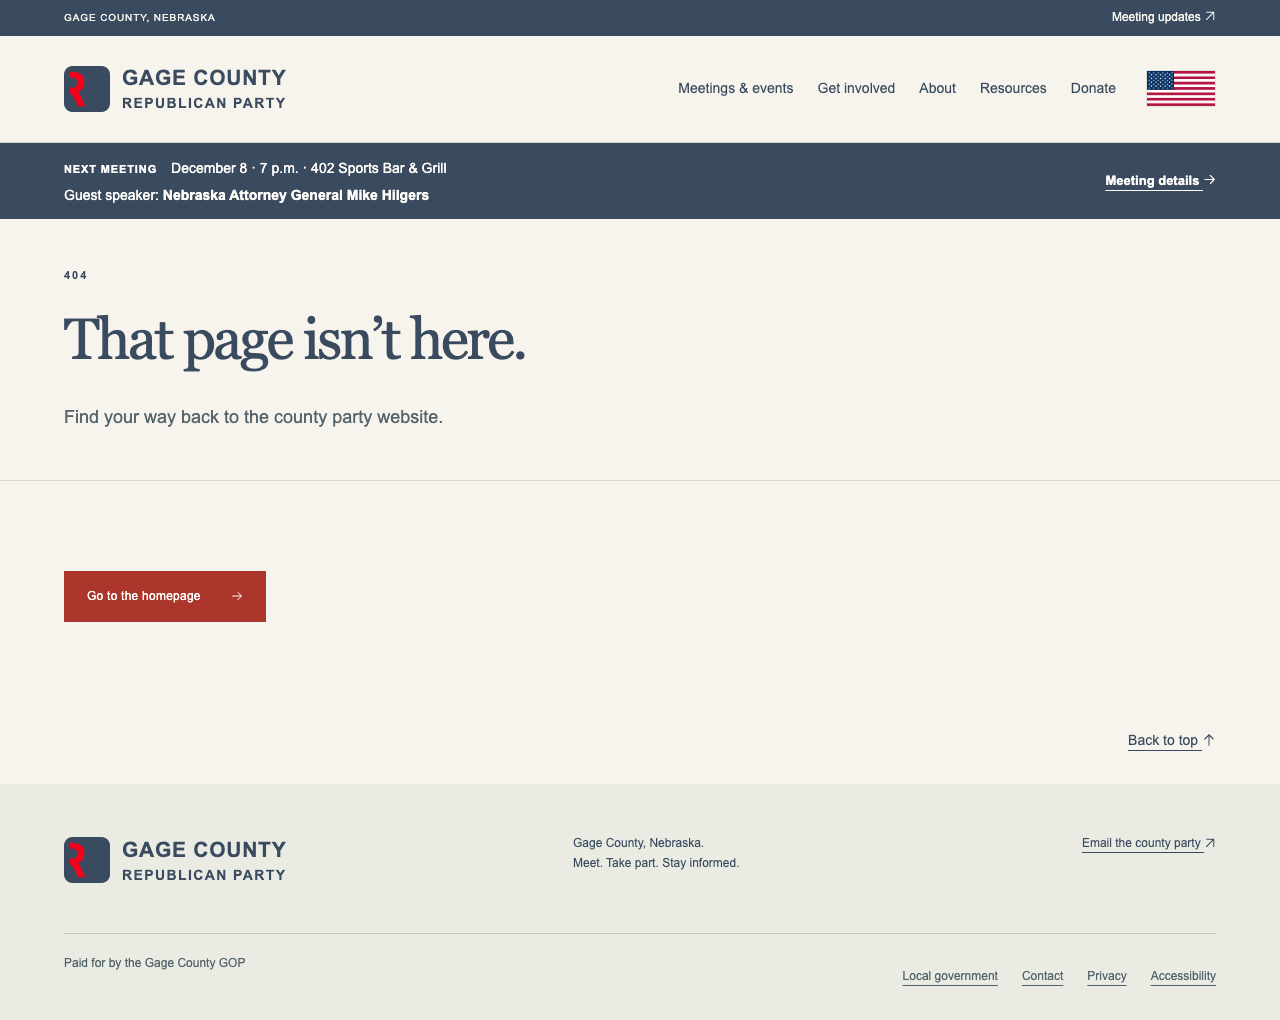 GAGE COUNTY, NEBRASKA
Meeting updates
GAGE COUNTY
REPUBLICAN PARTY
Meetings & events
Get involved
About
Resources
Donate
NEXT MEETING December 8 · 7 p.m. · 402 Sports Bar & Grill
Guest speaker: Nebraska Attorney General Mike Hilgers
Meeting details →
404
That page isn’t here.
Find your way back to the county party website.
Go to the homepage →
Back to top ↑
GAGE COUNTY
REPUBLICAN PARTY
Gage County, Nebraska.
Meet. Take part. Stay informed.
Email the county party
Paid for by the Gage County GOP
Local government
Contact
Privacy
Accessibility